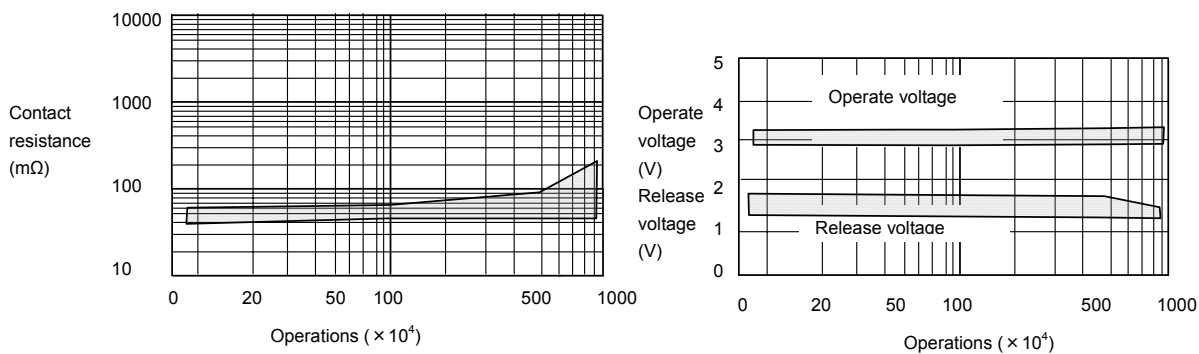 10000
1000
100
10
Contact
resistance
(mΩ)
0 20 50 100 500 1000
Operations (×10⁴)
5
4
3
2
1
0
Operate
voltage
(V)
Release
voltage
(V)
Operate voltage
Release voltage
0 20 50 100 500 1000
Operations (×10⁴)